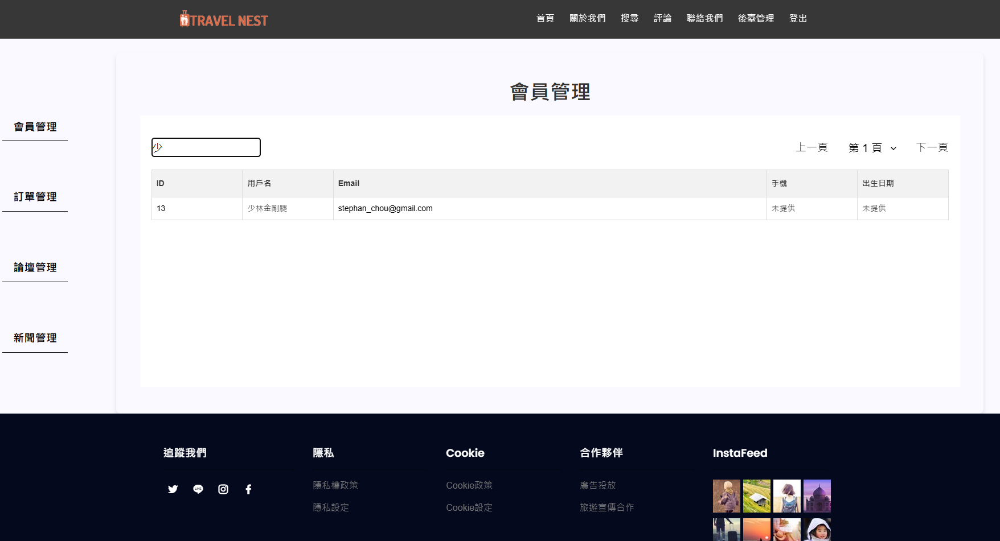 TRAVEL NEST
首頁 關於我們 搜尋 評論 聯絡我們 後臺管理 登出
會員管理
訂單管理
論壇管理
新聞管理
會員管理
少
上一頁 第 1 頁 下一頁
ID 用戶名 Email 手機 出生日期
13 少林金剛腿 stephan_chou@gmail.com 未提供 未提供
追蹤我們
LINE
隱私
隱私權政策
隱私設定
Cookie
Cookie政策
Cookie設定
合作夥伴
廣告投放
旅遊宣傳合作
InstaFeed